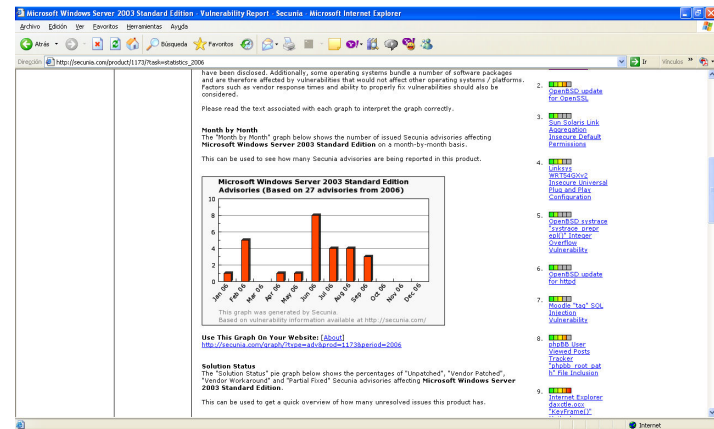 Microsoft Windows Server 2003 Standard Edition - Vulnerability Report - Secunia - Microsoft Internet Explorer
Archivo Edición Ver Favoritos Herramientas Ayuda
Atrás Búsqueda Favoritos
Dirección http://secunia.com/product/1173/?task=statistics_2006 Ir Vínculos
have been disclosed. Additionally, some operating systems bundle a number of software packages
and are therefore affected by vulnerabilities that would not affect other operating systems / platforms.
Factors such as vendor response times and ability to properly fix vulnerabilities should also be
considered.
Please read the text associated with each graph to interpret the graph correctly.
Month by Month
The "Month by Month" graph below shows the number of issued Secunia advisories affecting
Microsoft Windows Server 2003 Standard Edition on a month-by-month basis.
This can be used to see how many Secunia advisories are being reported in this product.
Microsoft Windows Server 2003 Standard Edition
Advisories (Based on 27 advisories from 2006)
10
8
6
4
2
0
Jan 06 Feb 06 Mar 06 Apr 06 May 06 Jun 06 Jul 06 Aug 06 Sep 06 Oct 06 Nov 06 Dec 06
This graph was generated by Secunia.
Based on vulnerability information available at http://secunia.com/
Use This Graph On Your Website: [About]
http://secunia.com/graph/?type=adv&prod=1173&period=2006
Solution Status
The "Solution Status" pie graph below shows the percentages of "Unpatched", "Vendor Patched",
"Vendor Workaround" and "Partial Fixed" Secunia advisories affecting Microsoft Windows Server
2003 Standard Edition.
This can be used to get a quick overview of how many unresolved issues this product has.
2.
OpenBSD update
for OpenSSL
3.
Sun Solaris Link
Aggregation
Insecure Default
Permissions
4.
Linksys
WRT54GXv2
Insecure Universal
Plug and Play
Configuration
5.
OpenBSD systrace
"systrace_prepr
epl()" Integer
Overflow
Vulnerability
6.
OpenBSD update
for httpd
7.
Moodle "tag" SQL
Injection
Vulnerability
8.
phpBB User
Viewed Posts
Tracker
"phpbb_root_pat
h" File Inclusion
9.
Internet Explorer
daxctle.ocx
"KeyFrame()"
Internet